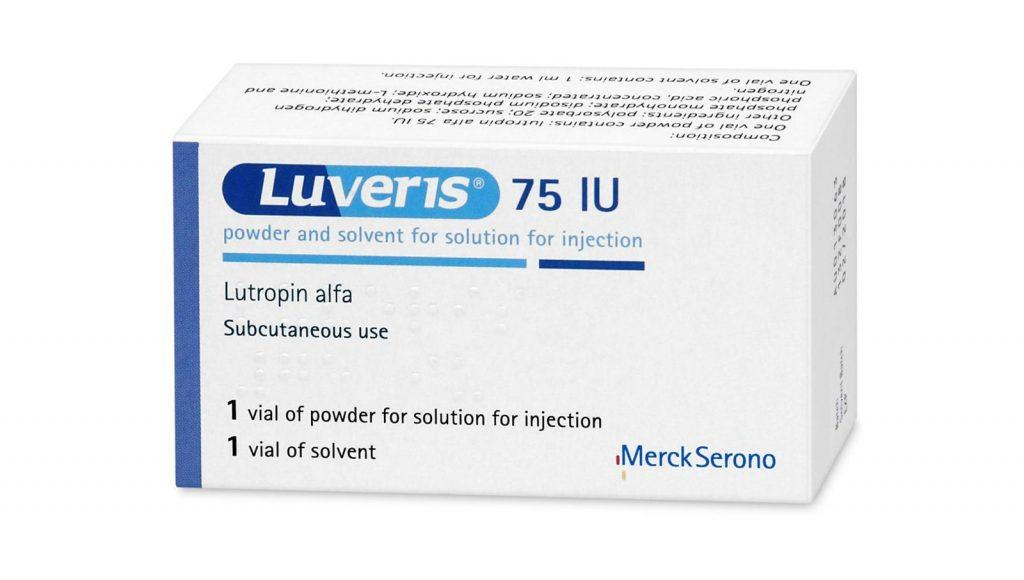 Composition:
One vial of powder contains: lutropin alfa 75 IU.
Other ingredients: polysorbate 20; sucrose; sodium dihydrogen
phosphate monohydrate; disodium phosphate dehydrate;
phosphoric acid, concentrated; sodium hydroxide; L-methionine and
nitrogen.
One vial of solvent contains: 1 ml water for injection.
Luveris® 75 IU
powder and solvent for solution for injection
Lutropin alfa
Subcutaneous use
1 vial of powder for solution for injection
1 vial of solvent
Merck Serono